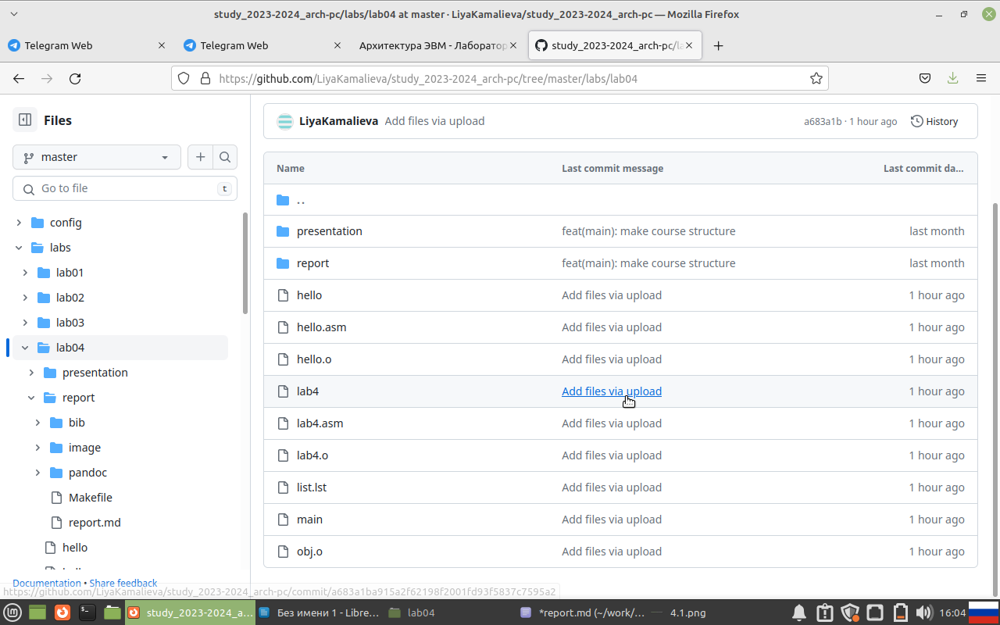 study_2023-2024_arch-pc/labs/lab04 at master · LiyaKamalieva/study_2023-2024_arch-pc — Mozilla Firefox
Telegram Web
Telegram Web
Архитектура ЭВМ - Лаборатор
study_2023-2024_arch-pc/la
https://github.com/LiyaKamalieva/study_2023-2024_arch-pc/tree/master/labs/lab04
Files
master
Go to file
t
config
labs
lab01
lab02
lab03
lab04
presentation
report
bib
image
pandoc
Makefile
report.md
hello
Documentation • Share feedback
LiyaKamalieva Add files via upload a683a1b · 1 hour ago History
Name Last commit message Last commit da...
..
presentation feat(main): make course structure last month
report feat(main): make course structure last month
hello Add files via upload 1 hour ago
hello.asm Add files via upload 1 hour ago
hello.o Add files via upload 1 hour ago
lab4 Add files via upload 1 hour ago
lab4.asm Add files via upload 1 hour ago
lab4.o Add files via upload 1 hour ago
list.lst Add files via upload 1 hour ago
main Add files via upload 1 hour ago
obj.o Add files via upload 1 hour ago
https://github.com/LiyaKamalieva/study_2023-2024_arch-pc/commit/a683a1ba915a2f62198f2001fd93f5837c7595a2
study_2023-2024_a...
Без имени 1 - Libre...
lab04
*report.md (~/work/...
4.1.png
16:04